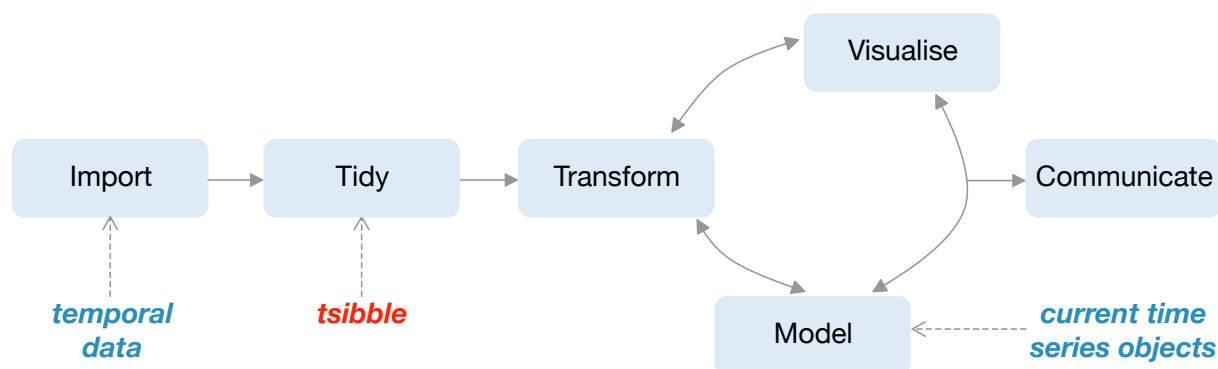 Visualise
Import
Tidy
Transform
Communicate
temporal
data
tsibble
Model
current time
series objects